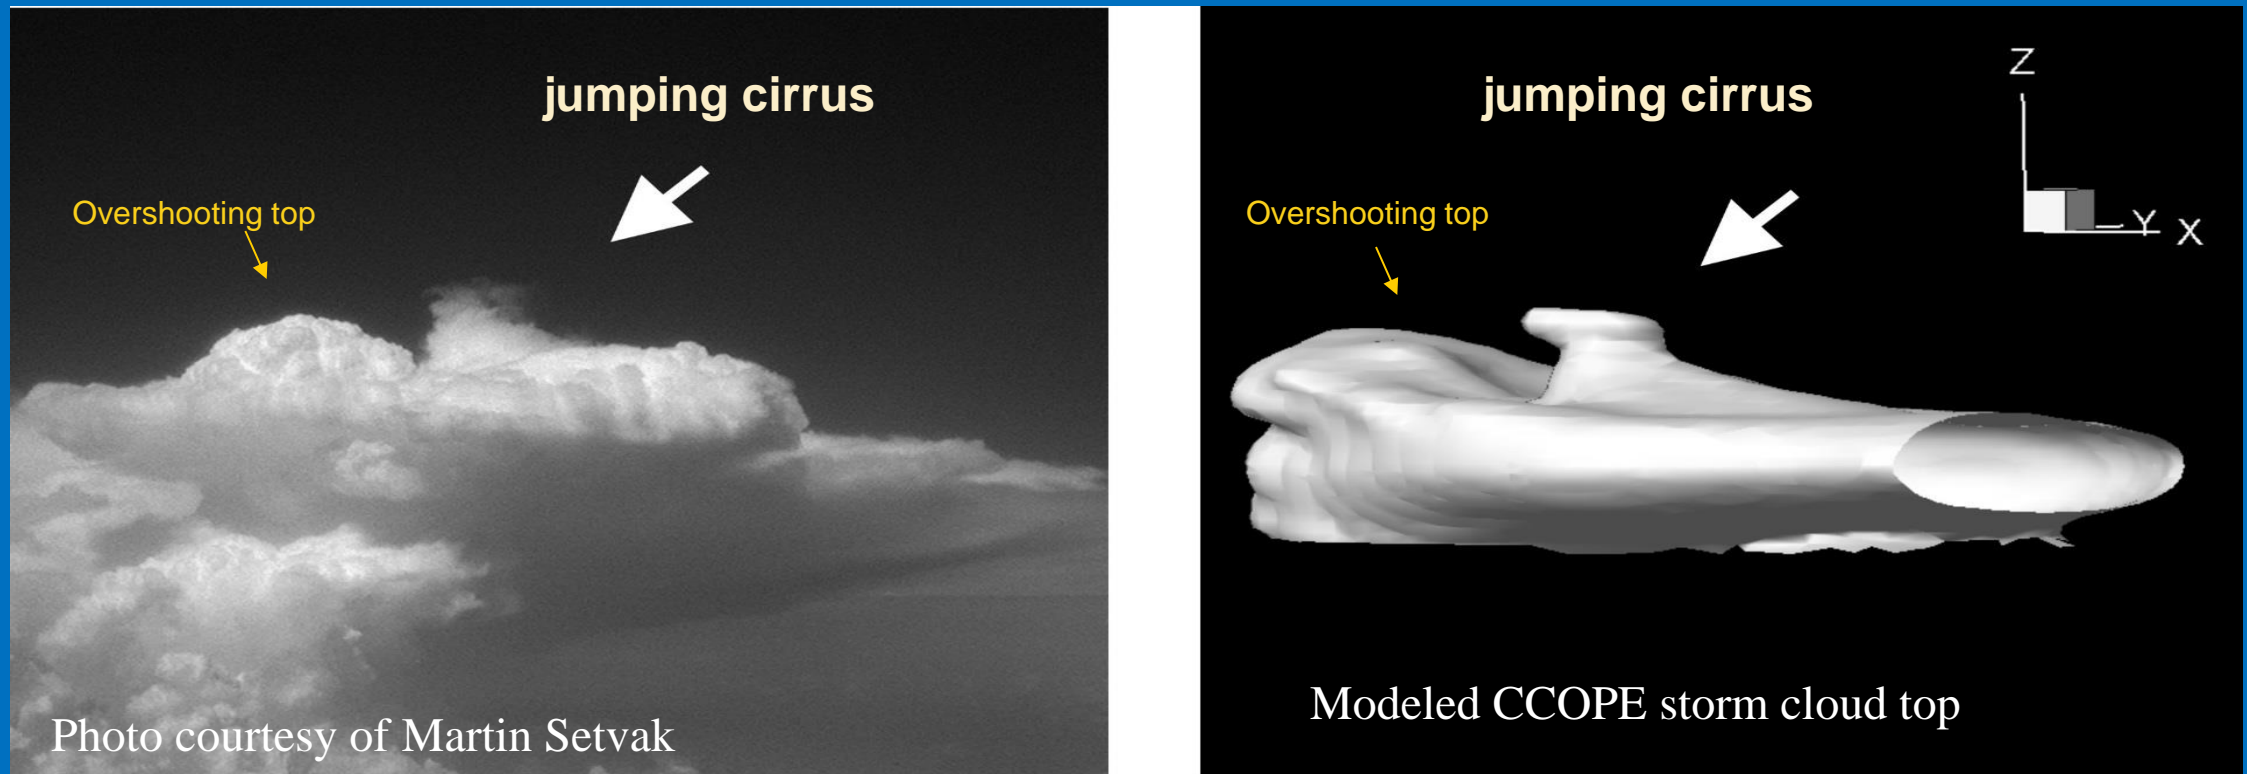 jumping cirrus
Overshooting top
Photo courtesy of Martin Setvak
jumping cirrus
Overshooting top
Z
Y
X
Modeled CCOPE storm cloud top